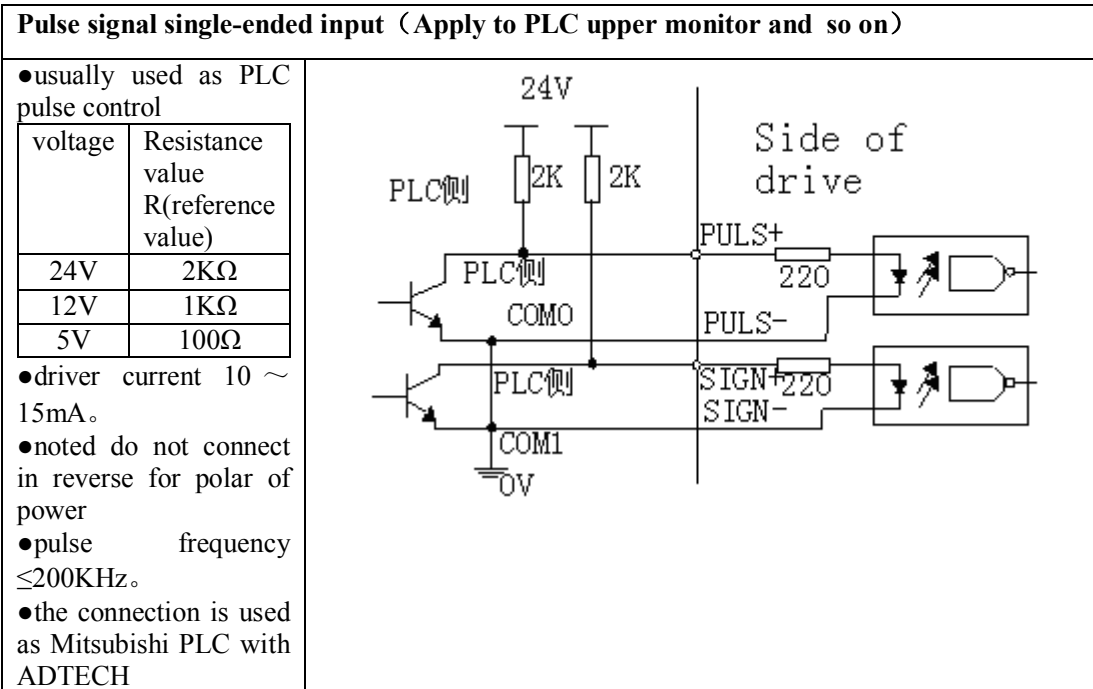 Pulse signal single-ended input（Apply to PLC upper monitor and so on）
●usually used as PLC
pulse control
voltage
Resistance
value
R(reference
value)
24V 2KΩ
12V 1KΩ
5V 100Ω
●driver current 10 ～
15mA。
●noted do not connect
in reverse for polar of
power
●pulse frequency
≤200KHz。
●the connection is used
as Mitsubishi PLC with
ADTECH
24V
2K
2K
PLC侧
Side of
drive
PULS+
PLC侧
220
COM0
PULS-
PLC侧
SIGN+
220
SIGN-
COM1
0V